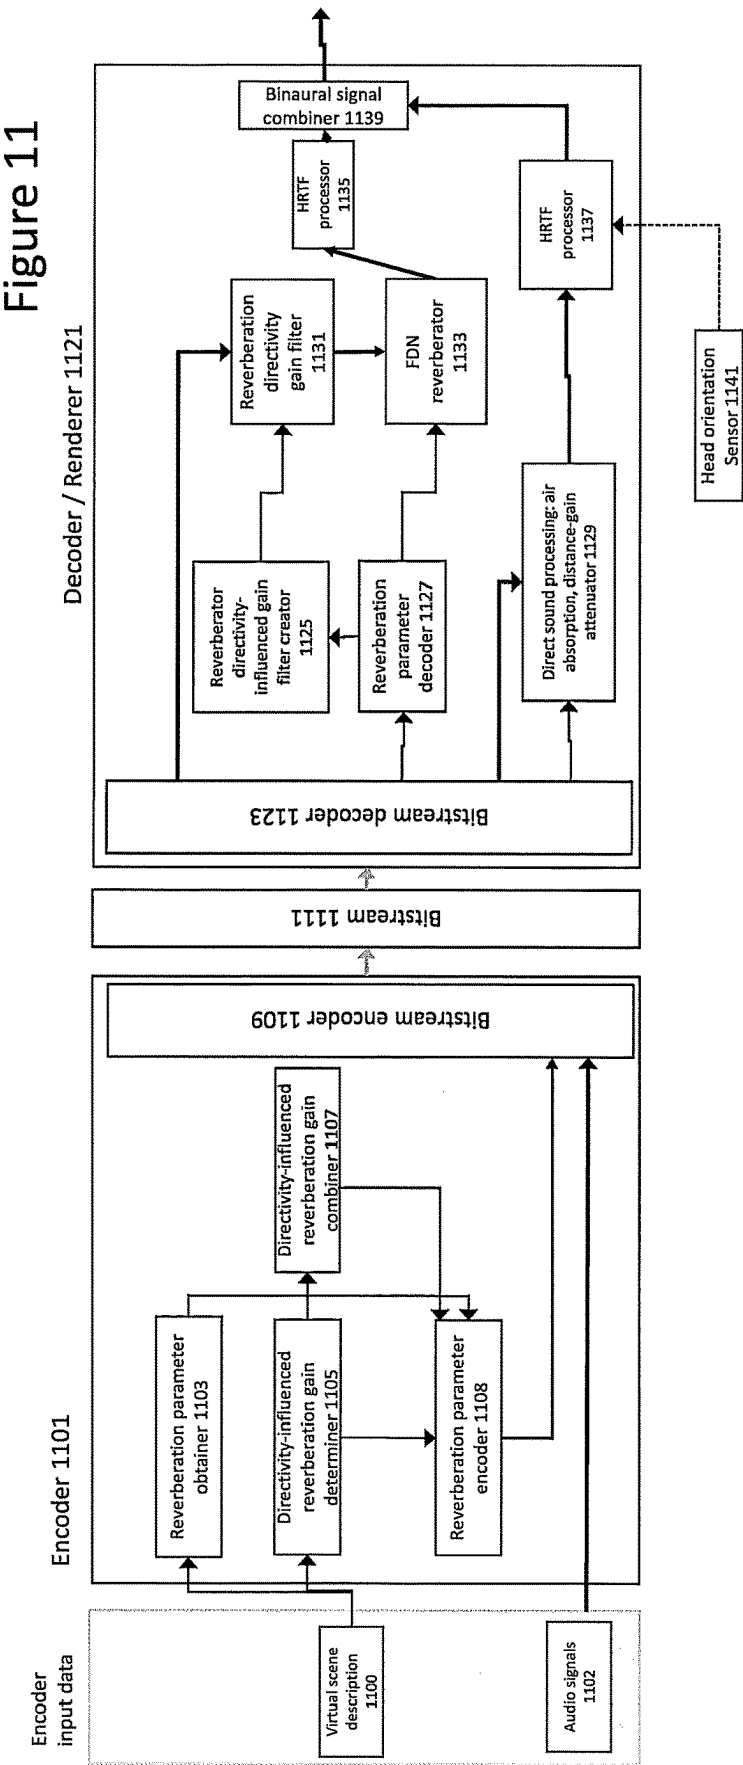 Figure 11
Encoder
input data
Virtual scene
description
1100
Audio signals
1102
Encoder 1101
Reverberation parameter
obtainer 1103
Directivity-influenced
reverberation gain
determiner 1105
Reverberation parameter
encoder 1108
Directivity-influenced
reverberation gain
combiner 1107
Bitstream encoder 1109
Bitstream 1111
Decoder / Renderer 1121
Bitstream decoder 1123
Reverberator
directivity-
influenced gain
filter creator
1125
Reverberation
parameter
decoder 1127
Direct sound processing: air
absorption, distance-gain
attenuator 1129
Reverberation
directivity
gain filter
1131
FDN
reverberator
1133
HRTF
processor
1135
HRTF
processor
1137
Binaural signal
combiner 1139
Head orientation
Sensor 1141